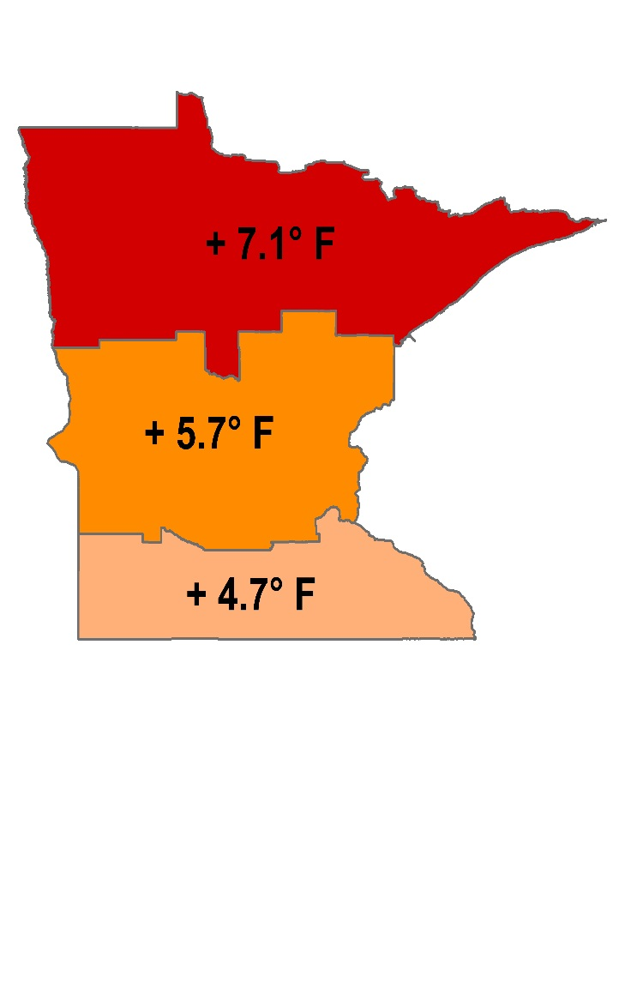 + 7.1° F
+ 5.7° F
+ 4.7° F